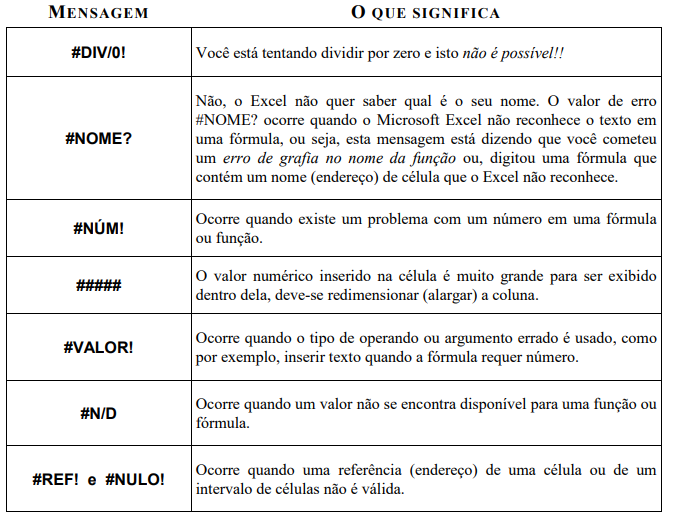 MENSAGEM O QUE SIGNIFICA
#DIV/0! Você está tentando dividir por zero e isto não é possível!!
Não, o Excel não quer saber qual é o seu nome. O valor de erro
#NOME? ocorre quando o Microsoft Excel não reconhece o texto em
uma fórmula, ou seja, esta mensagem está dizendo que você cometeu
#NOME?
um erro de grafia no nome da função ou, digitou uma fórmula que
contém um nome (endereço) de célula que o Excel não reconhece.
#NÚM!
Ocorre quando existe um problema com um número em uma fórmula
ou função.
#####
O valor numérico inserido na célula é muito grande para ser exibido
dentro dela, deve-se redimensionar (alargar) a coluna.
#VALOR!
Ocorre quando o tipo de operando ou argumento errado é usado, como
por exemplo, inserir texto quando a fórmula requer número.
#N/D
Ocorre quando um valor não se encontra disponível para uma função ou
fórmula.
#REF! e #NULO!
Ocorre quando uma referência (endereço) de uma célula ou de um
intervalo de células não é válida.